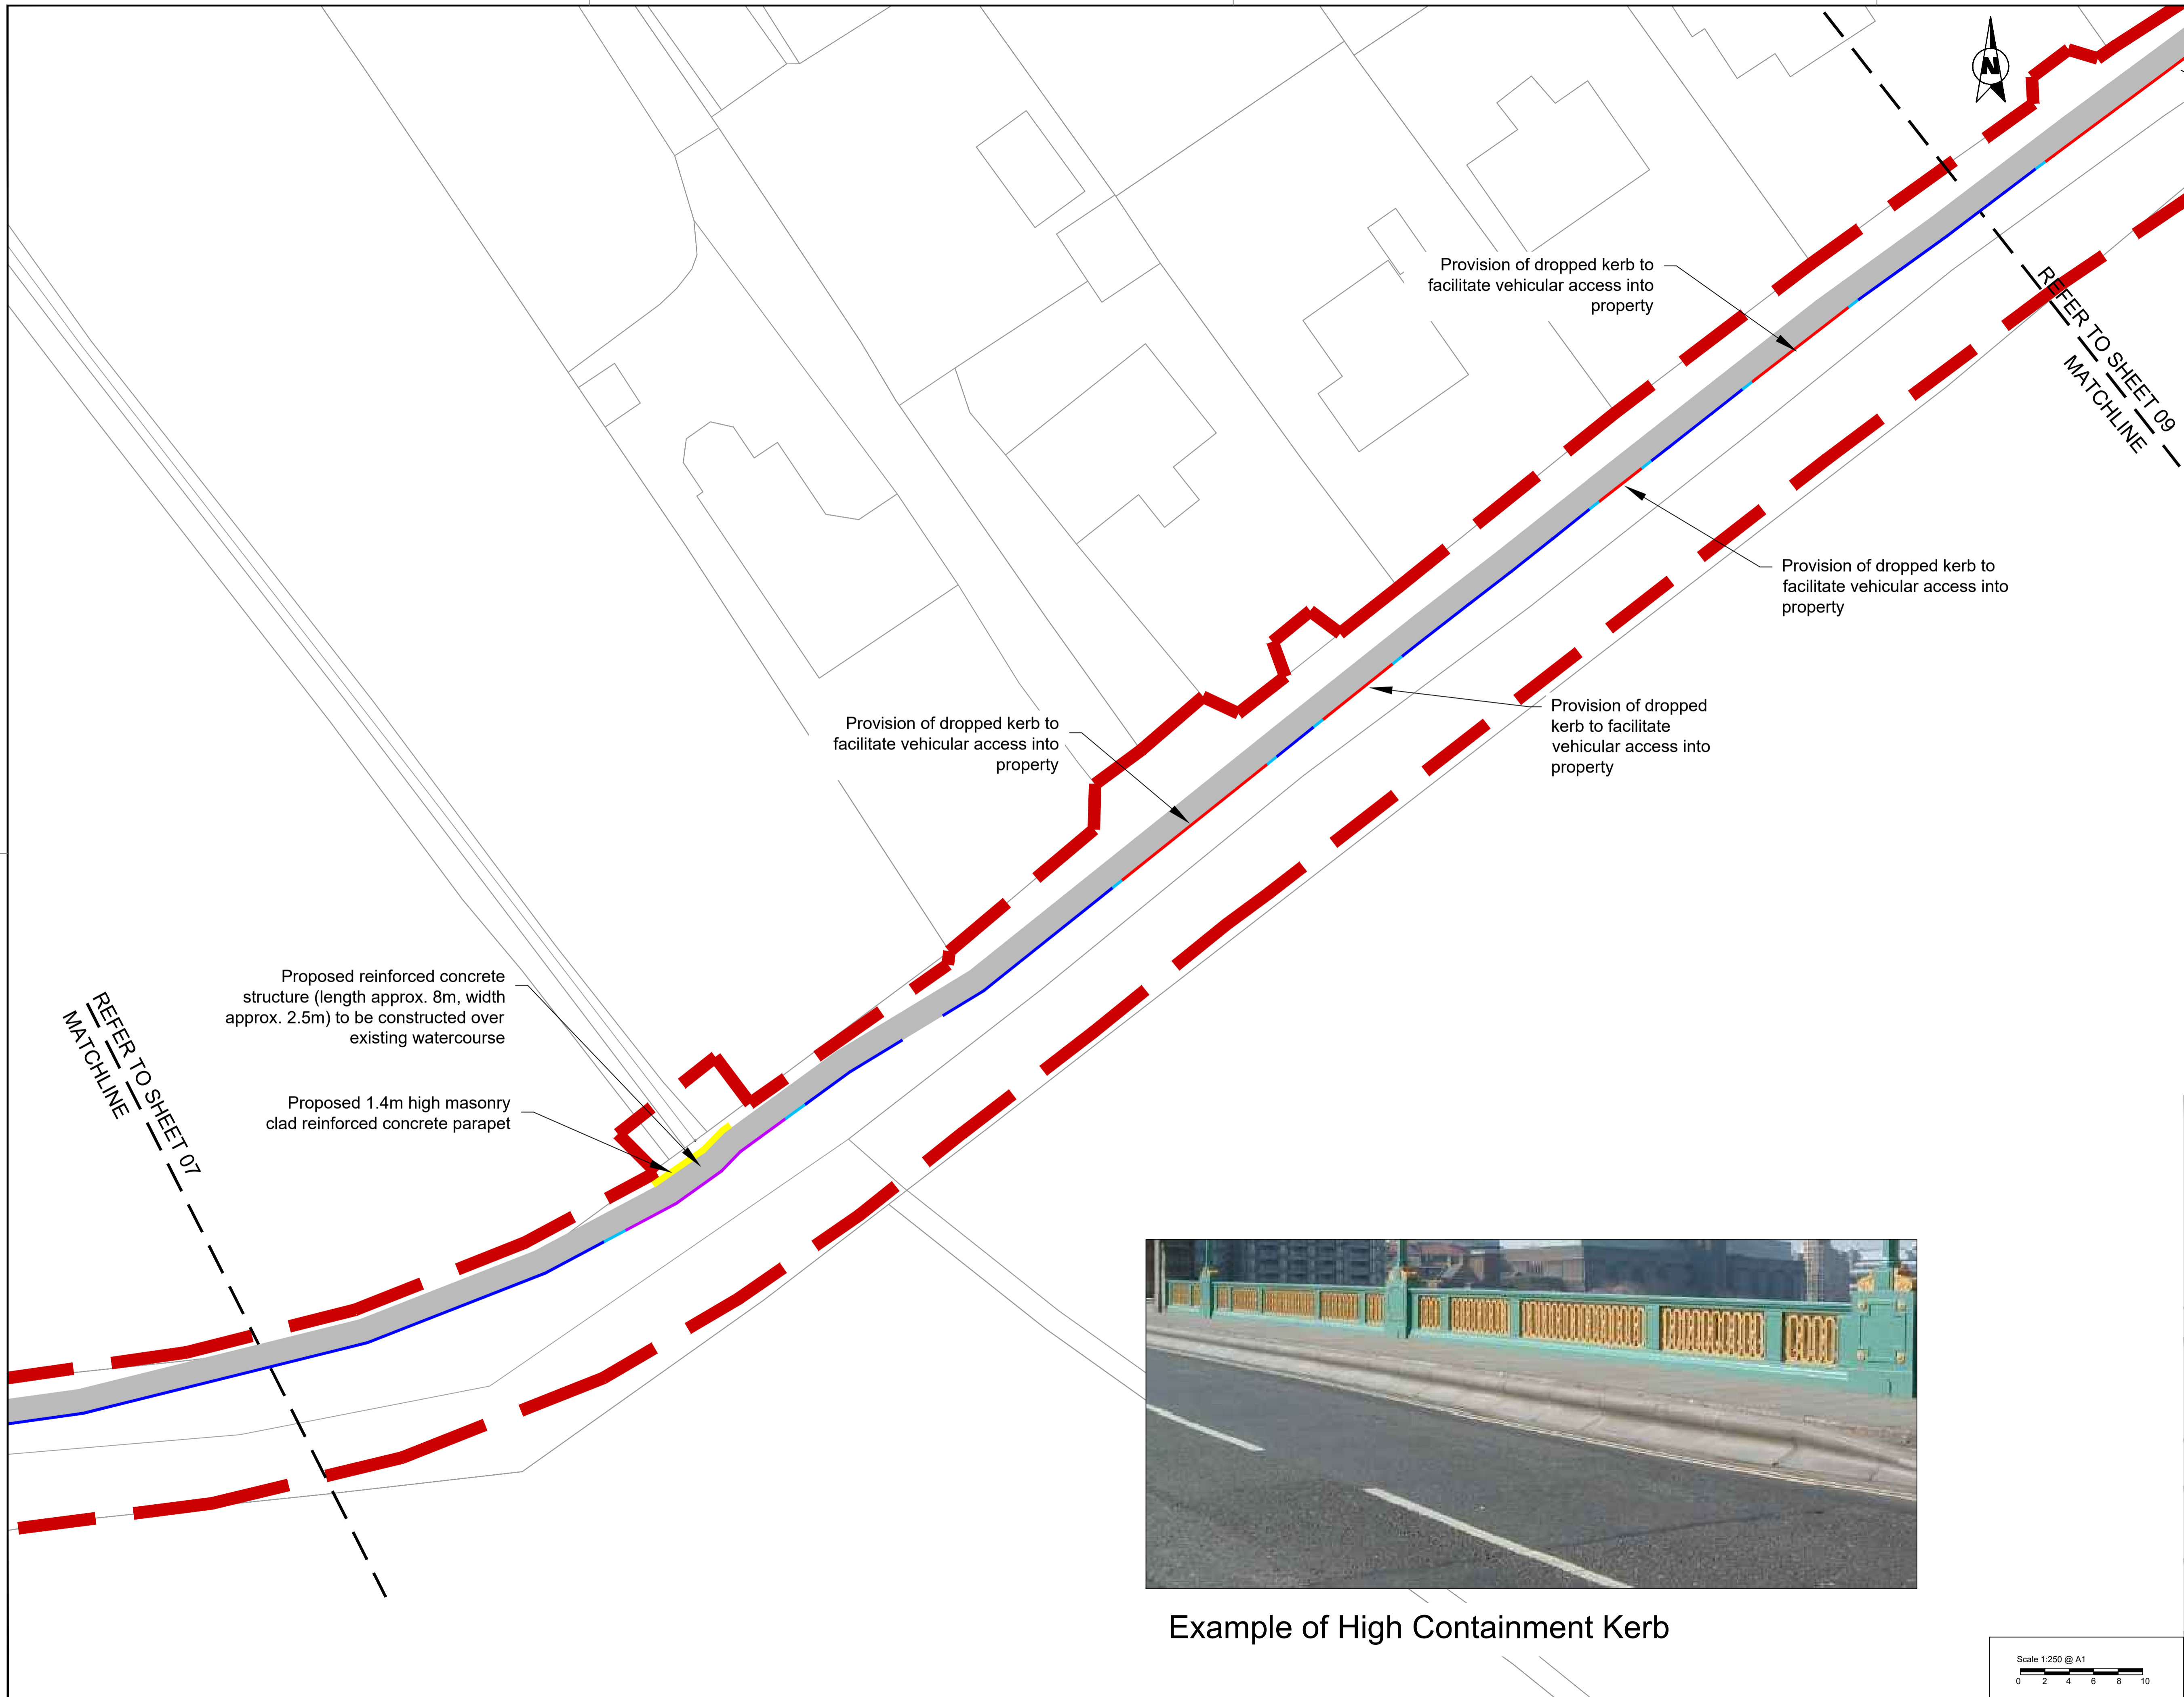 N
Provision of dropped kerb to
facilitate vehicular access into
property
REFER TO SHEET 09
MATCHLINE
Provision of dropped kerb to
facilitate vehicular access into
property
Provision of dropped
kerb to facilitate
vehicular access into
property
Provision of dropped kerb to
facilitate vehicular access into
property
Proposed reinforced concrete
structure (length approx. 8m, width
approx. 2.5m) to be constructed over
existing watercourse
Proposed 1.4m high masonry
clad reinforced concrete parapet
REFER TO SHEET 07
MATCHLINE
Example of High Containment Kerb
Scale 1:250 @ A1
0 2 4 6 8 10